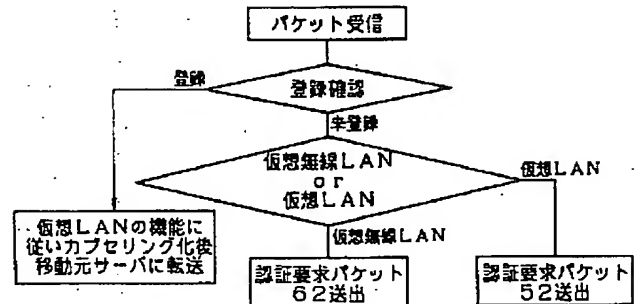 パケット受信
登録
登録確認
未登録
仮想無線LAN
or
仮想LAN
仮想LAN
仮想無線LAN
仮想LANの機能に
従いカプセリング化後
移動元サーバに転送
認証要求パケット
62送出
認証要求パケット
52送出